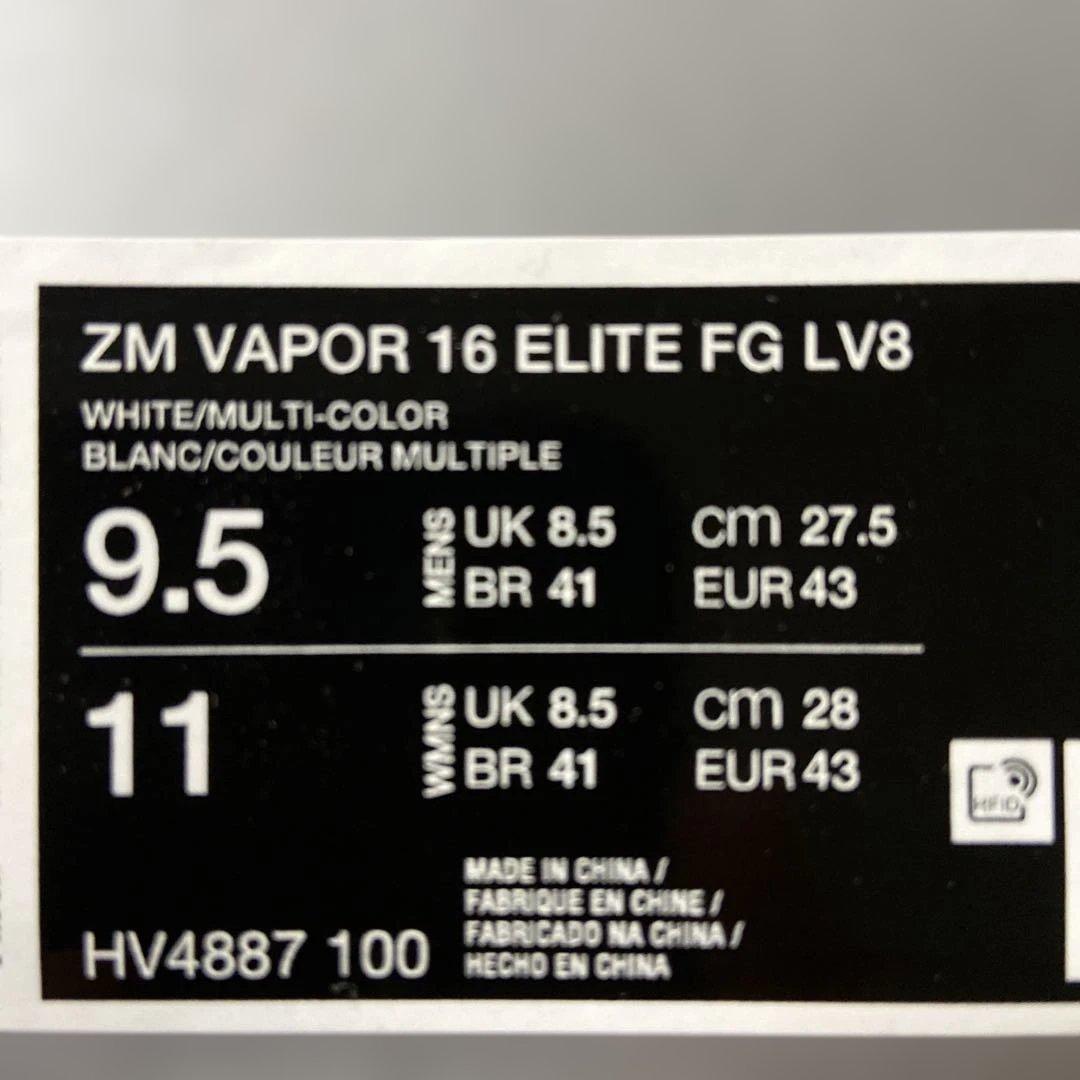 ZM VAPOR 16 ELITE FG LV8
WHITE/MULTI-COLOR
BLANC/COULEUR MULTIPLE
9.5 MENS UK 8.5 cm 27.5
BR 41 EUR 43
11 WMNS UK 8.5 cm 28
BR 41 EUR 43
RFID
MADE IN CHINA /
FABRIQUE EN CHINE /
FABRICADO NA CHINA /
HECHO EN CHINA
HV4887 100